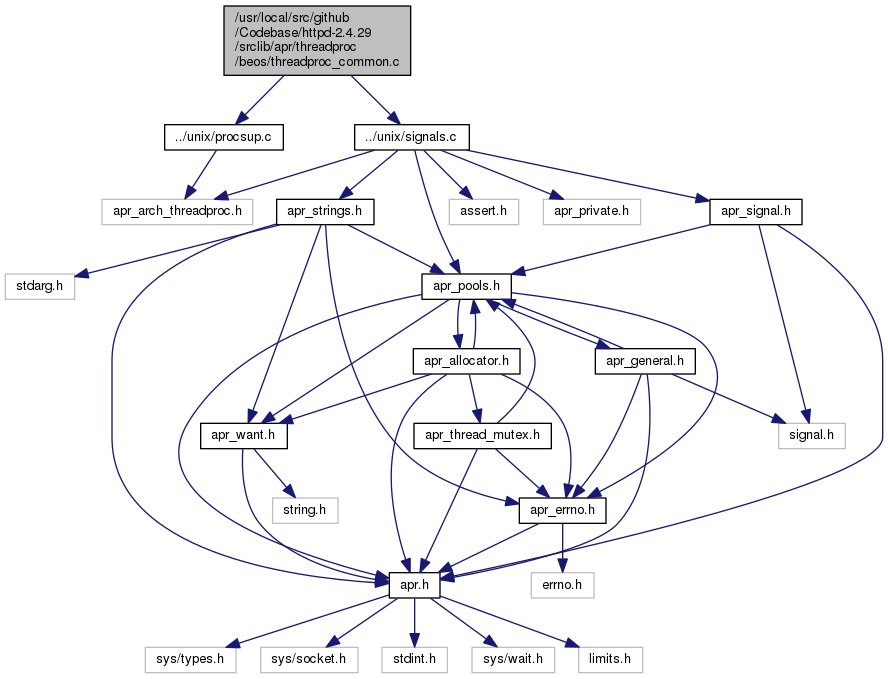 /usr/local/src/github
/Codebase/httpd-2.4.29
/srclib/apr/threadproc
/beos/threadproc_common.c
../unix/procsup.c
../unix/signals.c
apr_arch_threadproc.h
apr_strings.h
assert.h
apr_private.h
apr_signal.h
stdarg.h
apr_pools.h
apr_allocator.h
apr_general.h
apr_want.h
apr_thread_mutex.h
signal.h
string.h
apr_errno.h
apr.h
errno.h
sys/types.h
sys/socket.h
stdint.h
sys/wait.h
limits.h